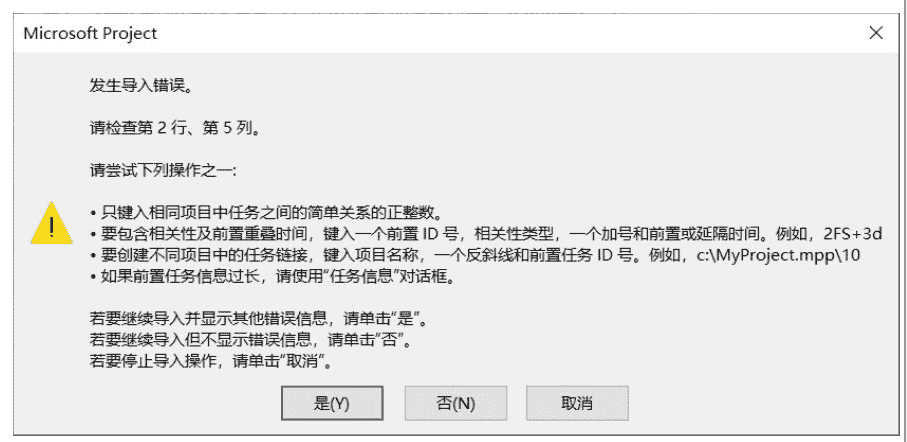 Microsoft Project
发生导入错误。
请检查第 2 行、第 5 列。
请尝试下列操作之一:
• 只键入相同项目中任务之间的简单关系的正整数。
• 要包含相关性及前置重叠时间，键入一个前置 ID 号，相关性类型，一个加号和前置或延隔时间。例如，2FS+3d
• 要创建不同项目中的任务链接，键入项目名称，一个反斜线和前置任务 ID 号。例如，c:\MyProject.mpp\10
• 如果前置任务信息过长，请使用“任务信息”对话框。
若要继续导入并显示其他错误信息，请单击“是”。
若要继续导入但不显示错误信息，请单击“否”。
若要停止导入操作，请单击“取消”。
是(Y) 否(N) 取消